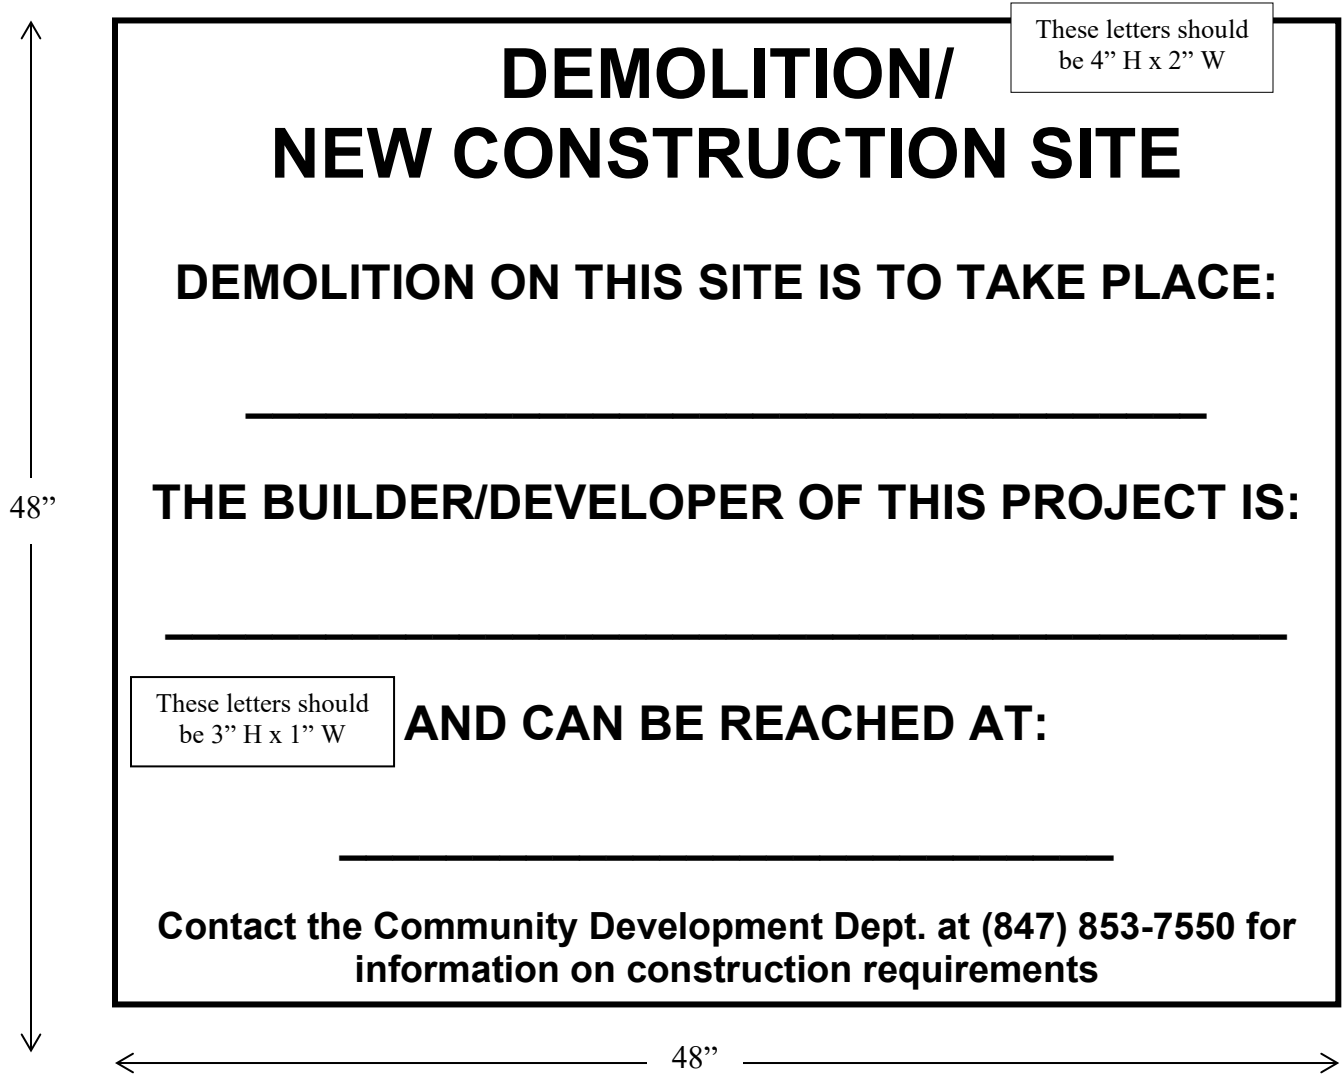 These letters should
be 4” H x 2” W
DEMOLITION/
NEW CONSTRUCTION SITE
DEMOLITION ON THIS SITE IS TO TAKE PLACE:
48”
THE BUILDER/DEVELOPER OF THIS PROJECT IS:
These letters should
be 3” H x 1” W
AND CAN BE REACHED AT:
Contact the Community Development Dept. at (847) 853-7550 for
information on construction requirements
48”